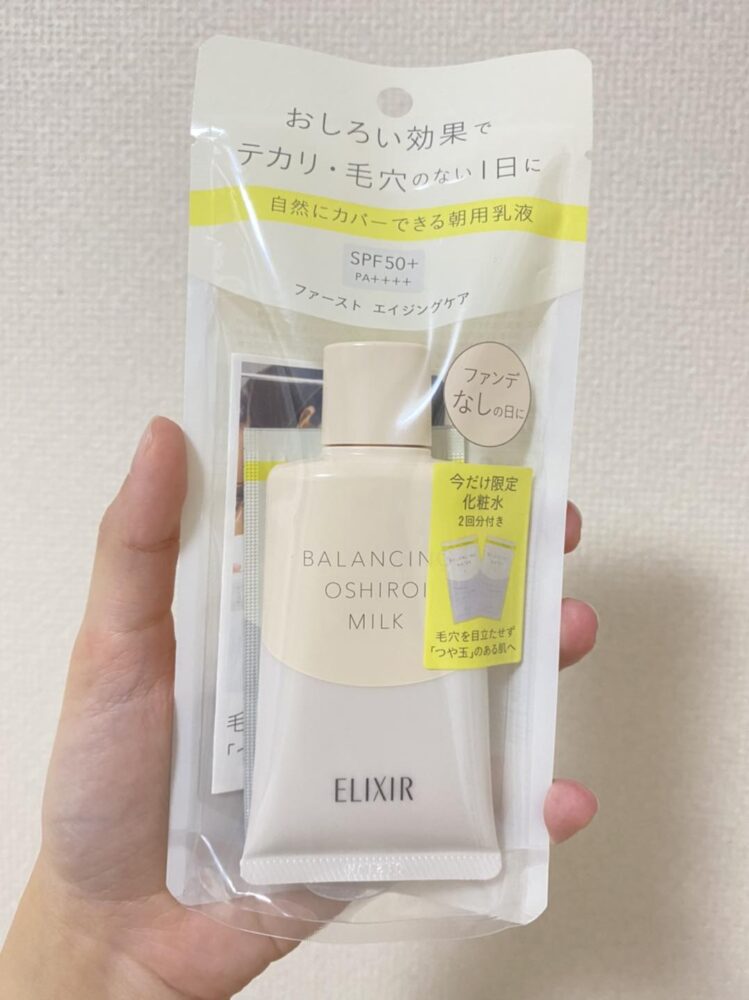 おしろい効果で
テカリ・毛穴のない1日に
自然にカバーできる朝用乳液
SPF50+
PA++++
ファースト エイジングケア
ファンデ
なしの日に
今だけ限定
化粧水
2回分付き
毛穴を目立たせず
「つや玉」のある肌へ
BALANCING
OSHIROI
MILK
毛
「つ
ELIXIR